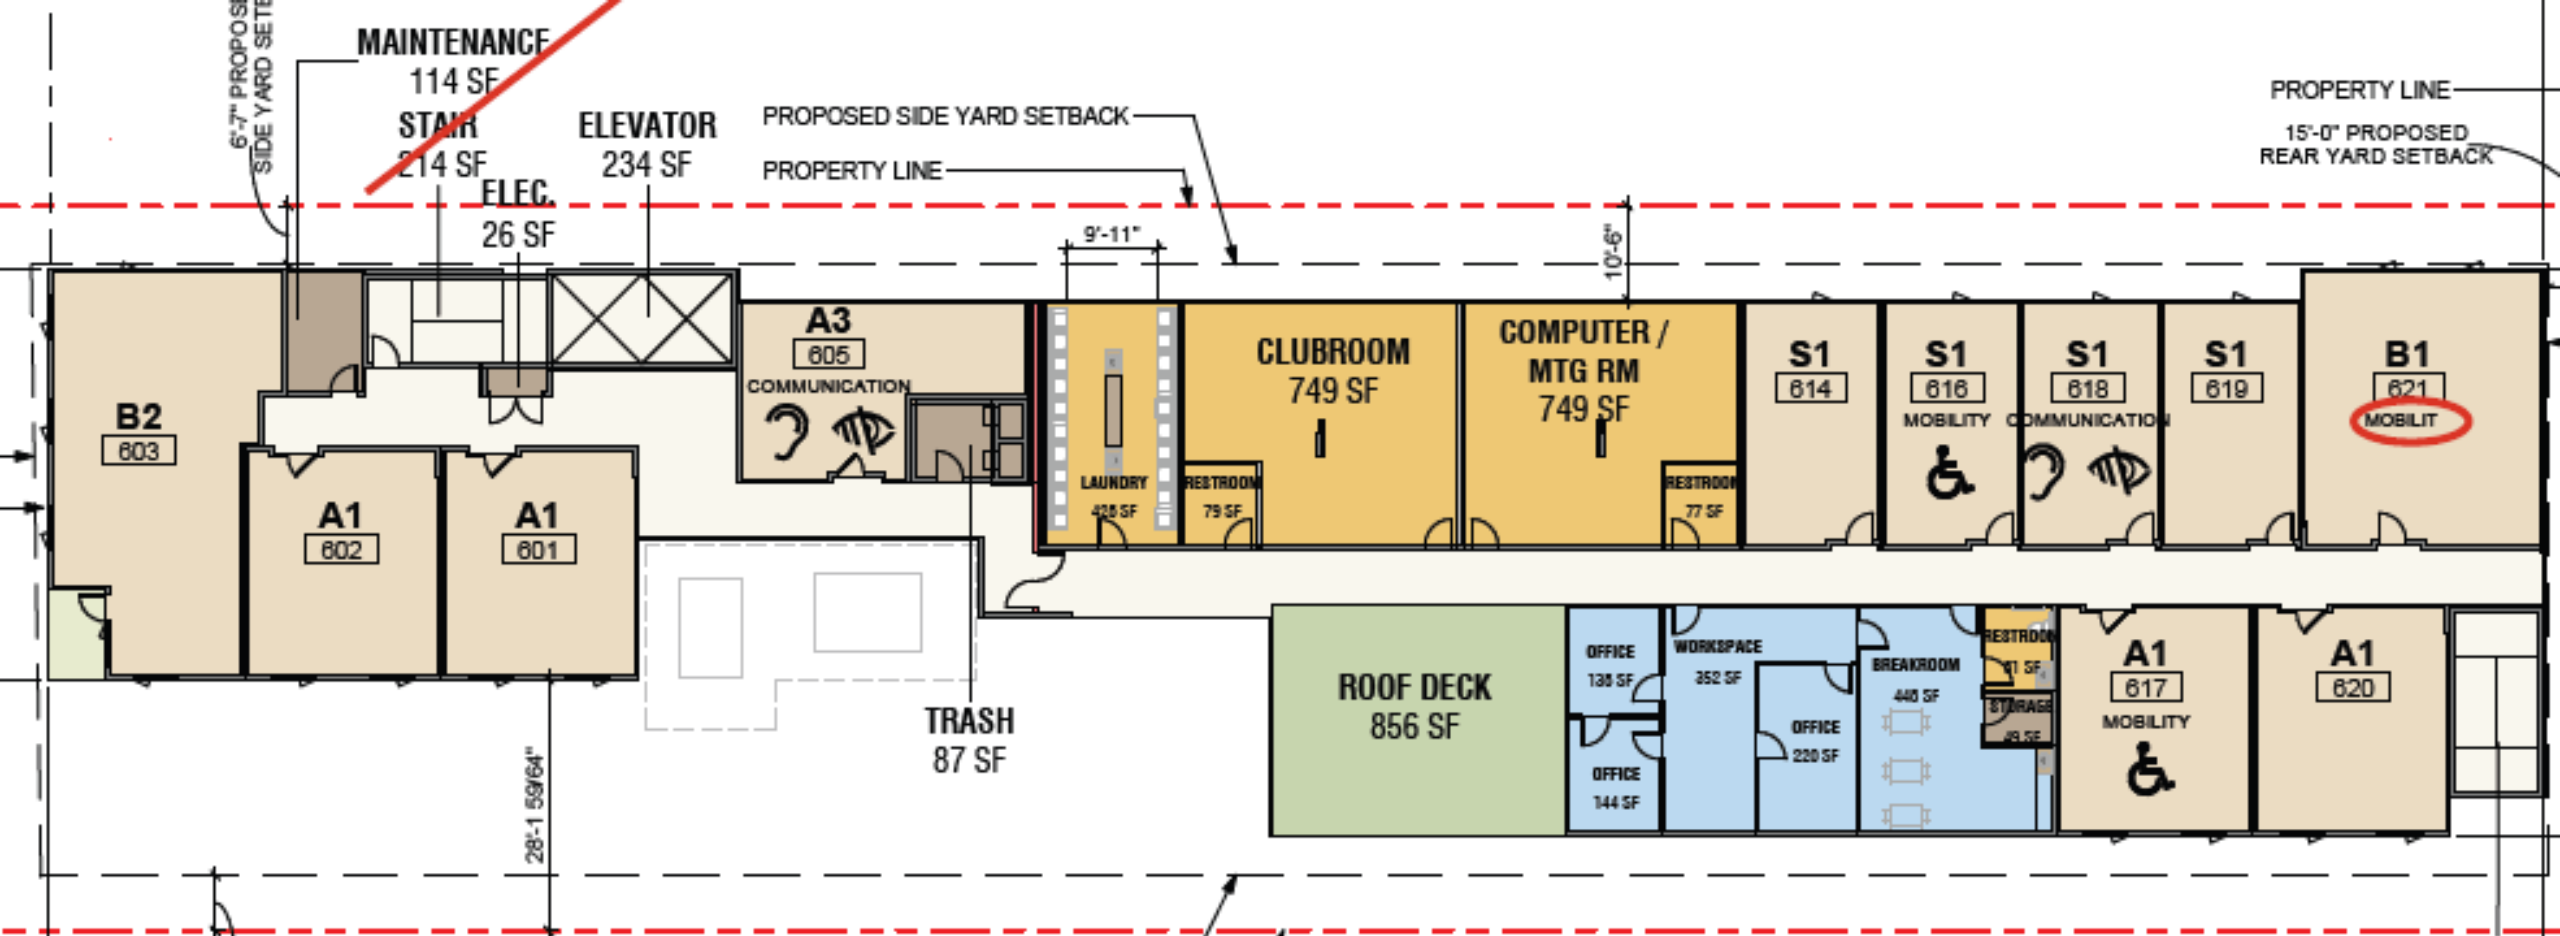 6'-7" PROPOSE
SIDE YARD SETE
MAINTENANCE
114 SF
STAIR
214 SF
ELEC.
26 SF
ELEVATOR
234 SF
PROPOSED SIDE YARD SETBACK
PROPERTY LINE
9'-11"
10'-6"
PROPERTY LINE
15'-0" PROPOSED
REAR YARD SETBACK
B2
603
A1
602
A1
601
A3
605
COMMUNICATION
LAUNDRY
428 SF
RESTROOM
79 SF
CLUBROOM
749 SF
COMPUTER /
MTG RM
749 SF
RESTROOM
77 SF
S1
614
S1
616
MOBILITY
S1
618
COMMUNICATION
S1
619
B1
621
MOBILIT
28'-1 59/64"
TRASH
87 SF
ROOF DECK
856 SF
OFFICE
OFFICE
144 SF
WORKSPACE
352 SF
OFFICE
220 SF
BREAKROOM
RESTROOM
STORAGE
49 SF
A1
617
MOBILITY
A1
620